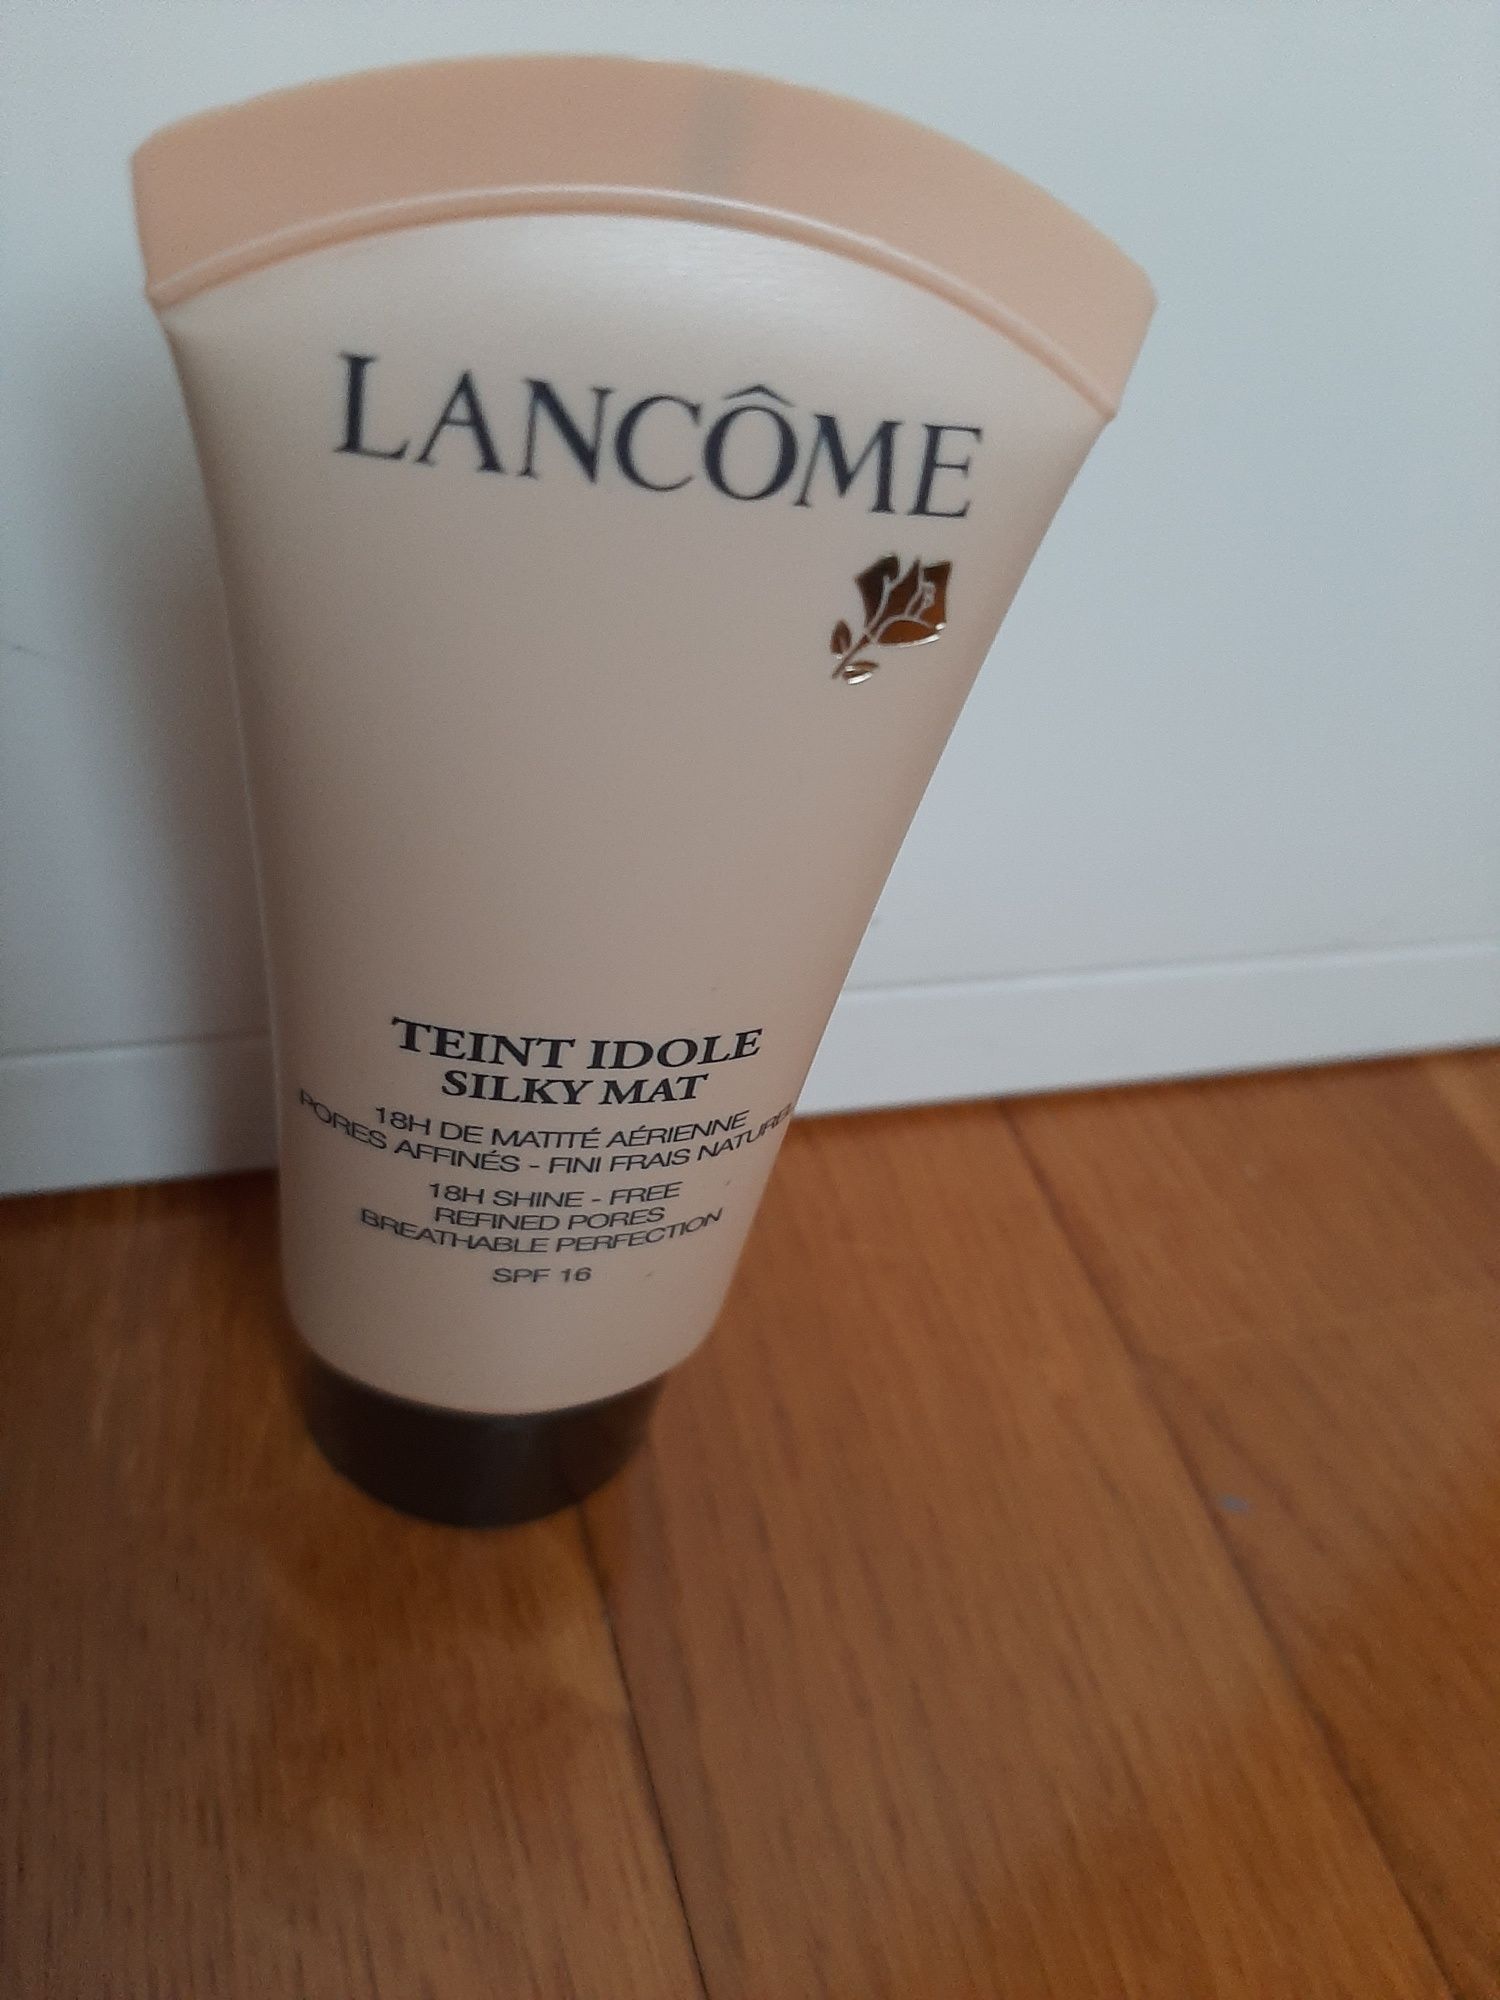 LANCÔME
TEINT IDOLE
SILKY MAT
18H DE MATITÉ AÉRIENNE
PORES AFFINÉS - FINI FRAIS NATUREL
18H SHINE - FREE
REFINED PORES
BREATHABLE PERFECTION
SPF 16